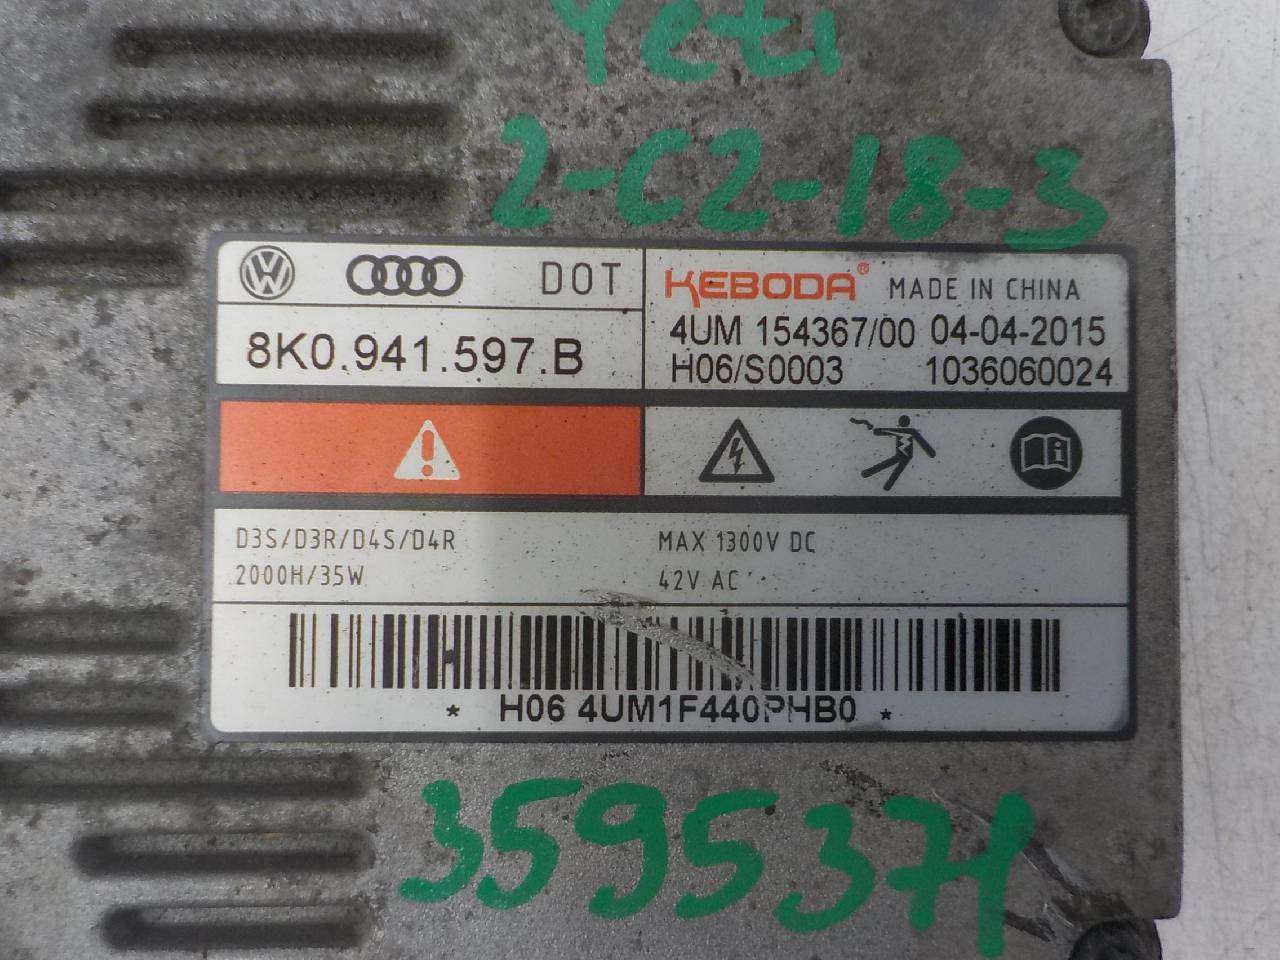 Yeti
2-C2-18-3
DOT
8K0.941.597.B
KEBODA® MADE IN CHINA
4UM 154367/00 04-04-2015
H06/S0003 1036060024
D3S/D3R/D4S/D4R
2000H/35W
MAX 1300V DC
42V AC
* H06 4UM1F440PHB0 *
3595371